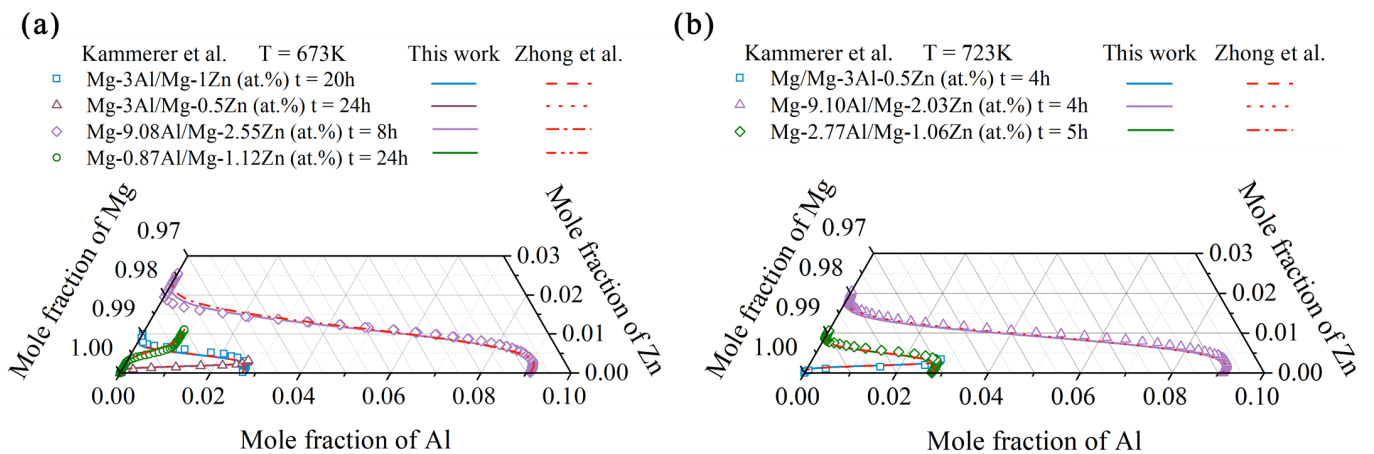 (a)
Kammerer et al. T = 673K This work Zhong et al.
Mg-3Al/Mg-1Zn (at.%) t = 20h
Mg-3Al/Mg-0.5Zn (at.%) t = 24h
Mg-9.08Al/Mg-2.55Zn (at.%) t = 8h
Mg-0.87Al/Mg-1.12Zn (at.%) t = 24h
Mole fraction of Mg
0.97
0.98
0.99
1.00
Mole fraction of Zn
0.03
0.02
0.01
0.00
0.00 0.02 0.04 0.06 0.08 0.10
Mole fraction of Al
(b)
Kammerer et al. T = 723K This work Zhong et al.
Mg/Mg-3Al-0.5Zn (at.%) t = 4h
Mg-9.10Al/Mg-2.03Zn (at.%) t = 4h
Mg-2.77Al/Mg-1.06Zn (at.%) t = 5h
Mole fraction of Mg
0.97
0.98
0.99
1.00
Mole fraction of Zn
0.03
0.02
0.01
0.00
0.00 0.02 0.04 0.06 0.08 0.10
Mole fraction of Al